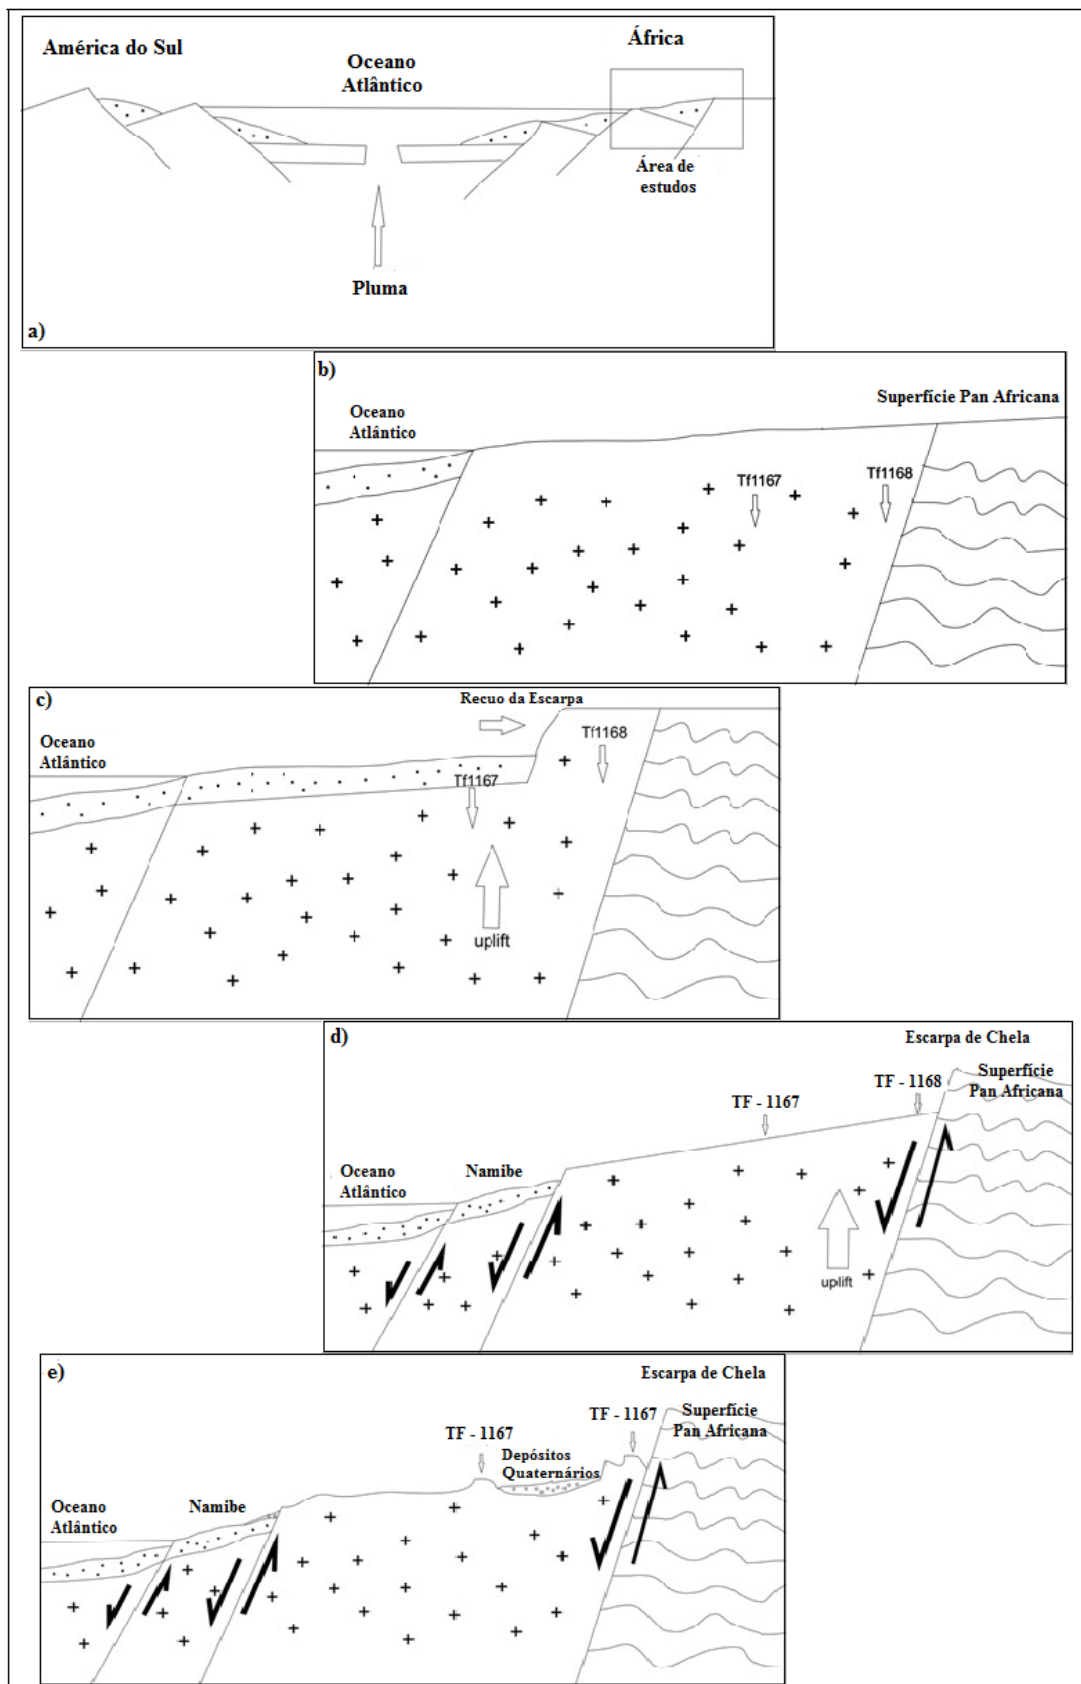 América do Sul
Oceano
Atlântico
África
Área de
estudos
Pluma
a)
b)
Superfície Pan Africana
Oceano
Atlântico
Tf1167
Tf1168
c)
Recuo da Escarpa
Oceano
Atlântico
Tf1168
Tf1167
uplift
d)
Escarpa de Chela
Superfície
Pan Africana
TF - 1168
TF - 1167
Oceano
Atlântico
Namibe
uplift
e)
Escarpa de Chela
Superfície
Pan Africana
TF - 1167
TF - 1167
Depósitos
Quaternários
Oceano
Atlântico
Namibe